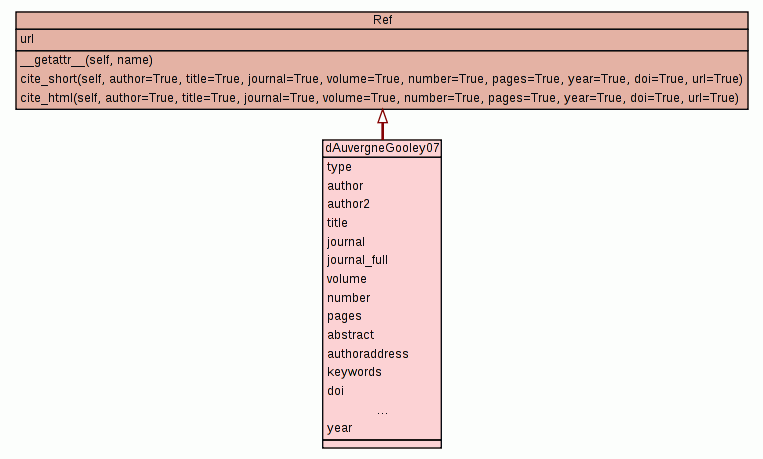 Ref
url
__getattr__(self, name)
cite_short(self, author=True, title=True, journal=True, volume=True, number=True, pages=True, year=True, doi=True, url=True)
cite_html(self, author=True, title=True, journal=True, volume=True, number=True, pages=True, year=True, doi=True, url=True)
dAuvergneGooley07
type
author
author2
title
journal
journal_full
volume
number
pages
abstract
authoraddress
keywords
doi
...
year